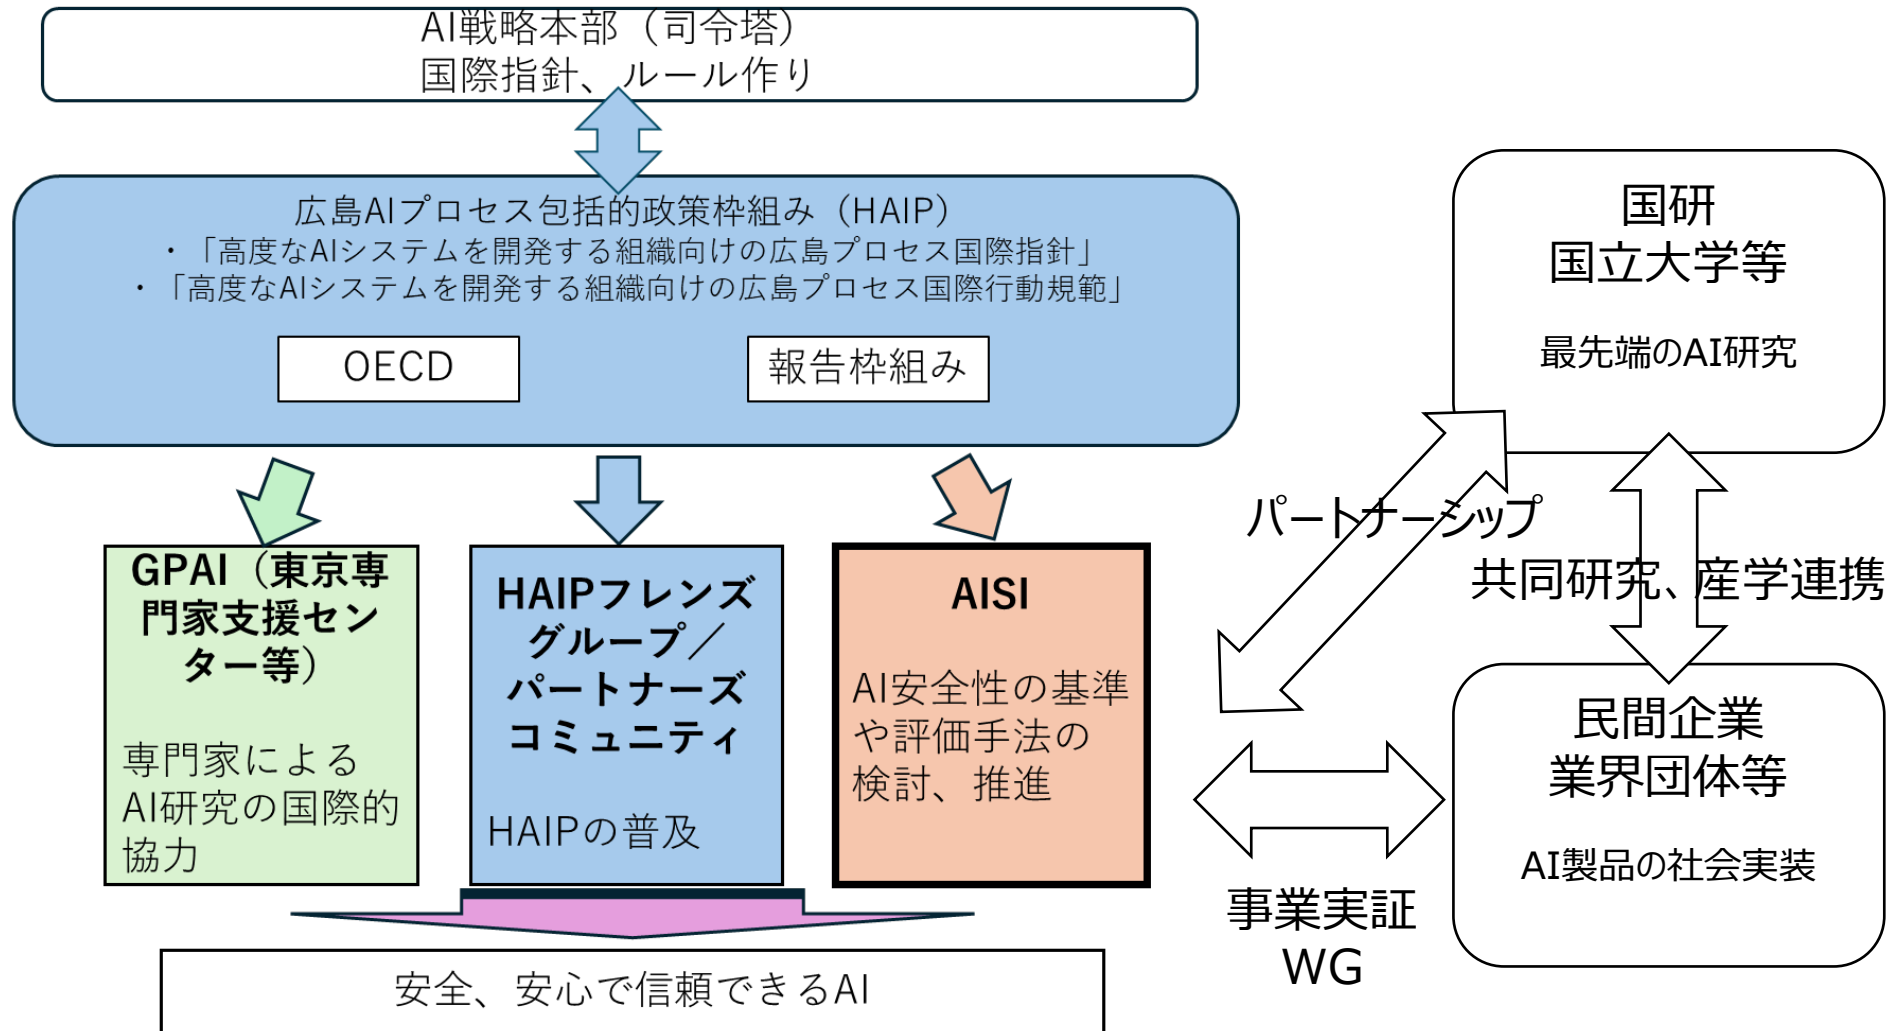 AI戦略本部（司令塔）
国際指針、ルール作り
広島AIプロセス包括的政策枠組み（HAIP）
・「高度なAIシステムを開発する組織向けの広島プロセス国際指針」
・「高度なAIシステムを開発する組織向けの広島プロセス国際行動規範」
OECD
報告枠組み
GPAI（東京専
門家支援セン
ター等）
専門家による
AI研究の国際的
協力
HAIPフレンズ
グループ／
パートナーズ
コミュニティ
HAIPの普及
AISI
AI安全性の基準
や評価手法の
検討、推進
安全、安心で信頼できるAI
国研
国立大学等
最先端のAI研究
パートナーシップ
共同研究、産学連携
民間企業
業界団体等
AI製品の社会実装
事業実証
WG